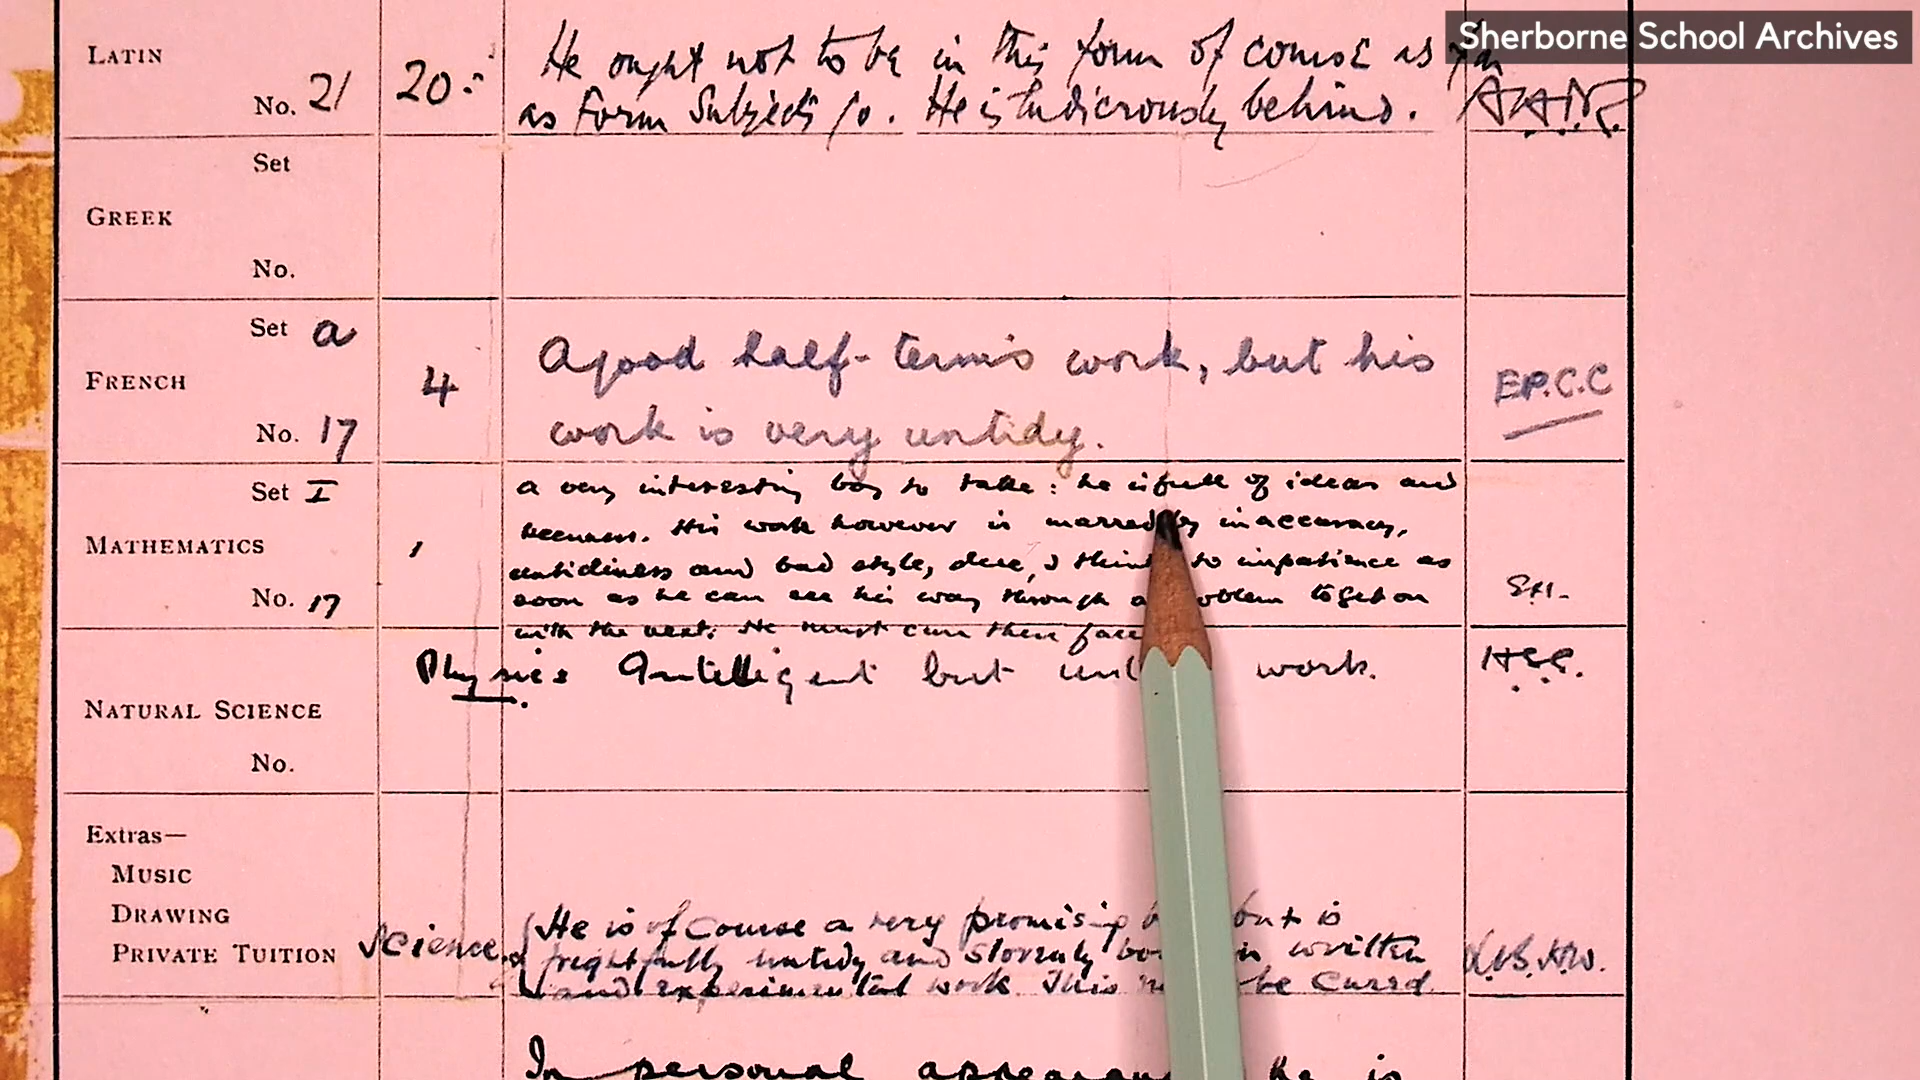 Sherborne School Archives
LATIN
No. 21
20=
He ought not to be in this form of course as far
as Form Subjects go. He is ludicrously behind.
A.H.T.R.
Set
GREEK
No.
Set a
FRENCH
No. 17
4
A good half-term's work, but his
work is very untidy.
E.P.C.C
Set I
MATHEMATICS
No. 17
1
A very interesting boy to take: he is full of ideas and
keenness. His work however is marred by inaccuracy,
untidiness and bad style, due, I think to impatience as
soon as he can see his way through a problem to get on
with the next. He must cure these
NATURAL SCIENCE
No.
Physics Intelligent but work.
H.S.G.
Extras—
MUSIC
DRAWING
PRIVATE TUITION
Science.
He is of course a very promising but is
frightfully untidy and slovenly both in written
and experimental work. This must be cured
In personal appearance he is